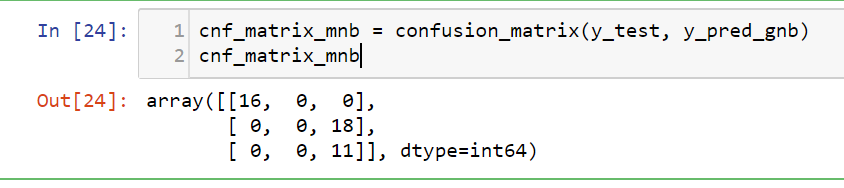 In [24]: 1 cnf_matrix_mnb = confusion_matrix(y_test, y_pred_gnb)
2 cnf_matrix_mnb
Out[24]: array([[16, 0, 0],
[ 0, 0, 18],
[ 0, 0, 11]], dtype=int64)